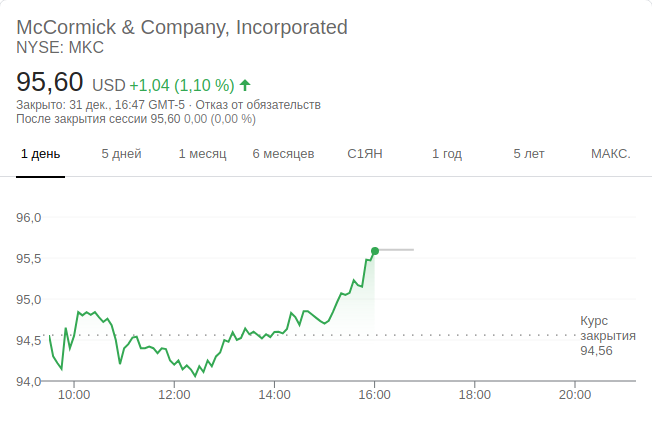 McCormick & Company, Incorporated
NYSE: MKC
95,60 USD +1,04 (1,10 %)
Закрыто: 31 дек., 16:47 GMT-5 · Отказ от обязательств
После закрытия сессии 95,60 0,00 (0,00 %)
1 день 5 дней 1 месяц 6 месяцев С1ЯН 1 год 5 лет МАКС.
96,0
95,5
95,0
94,5
94,0
Курс
закрытия
94,56
10:00 12:00 14:00 16:00 18:00 20:00